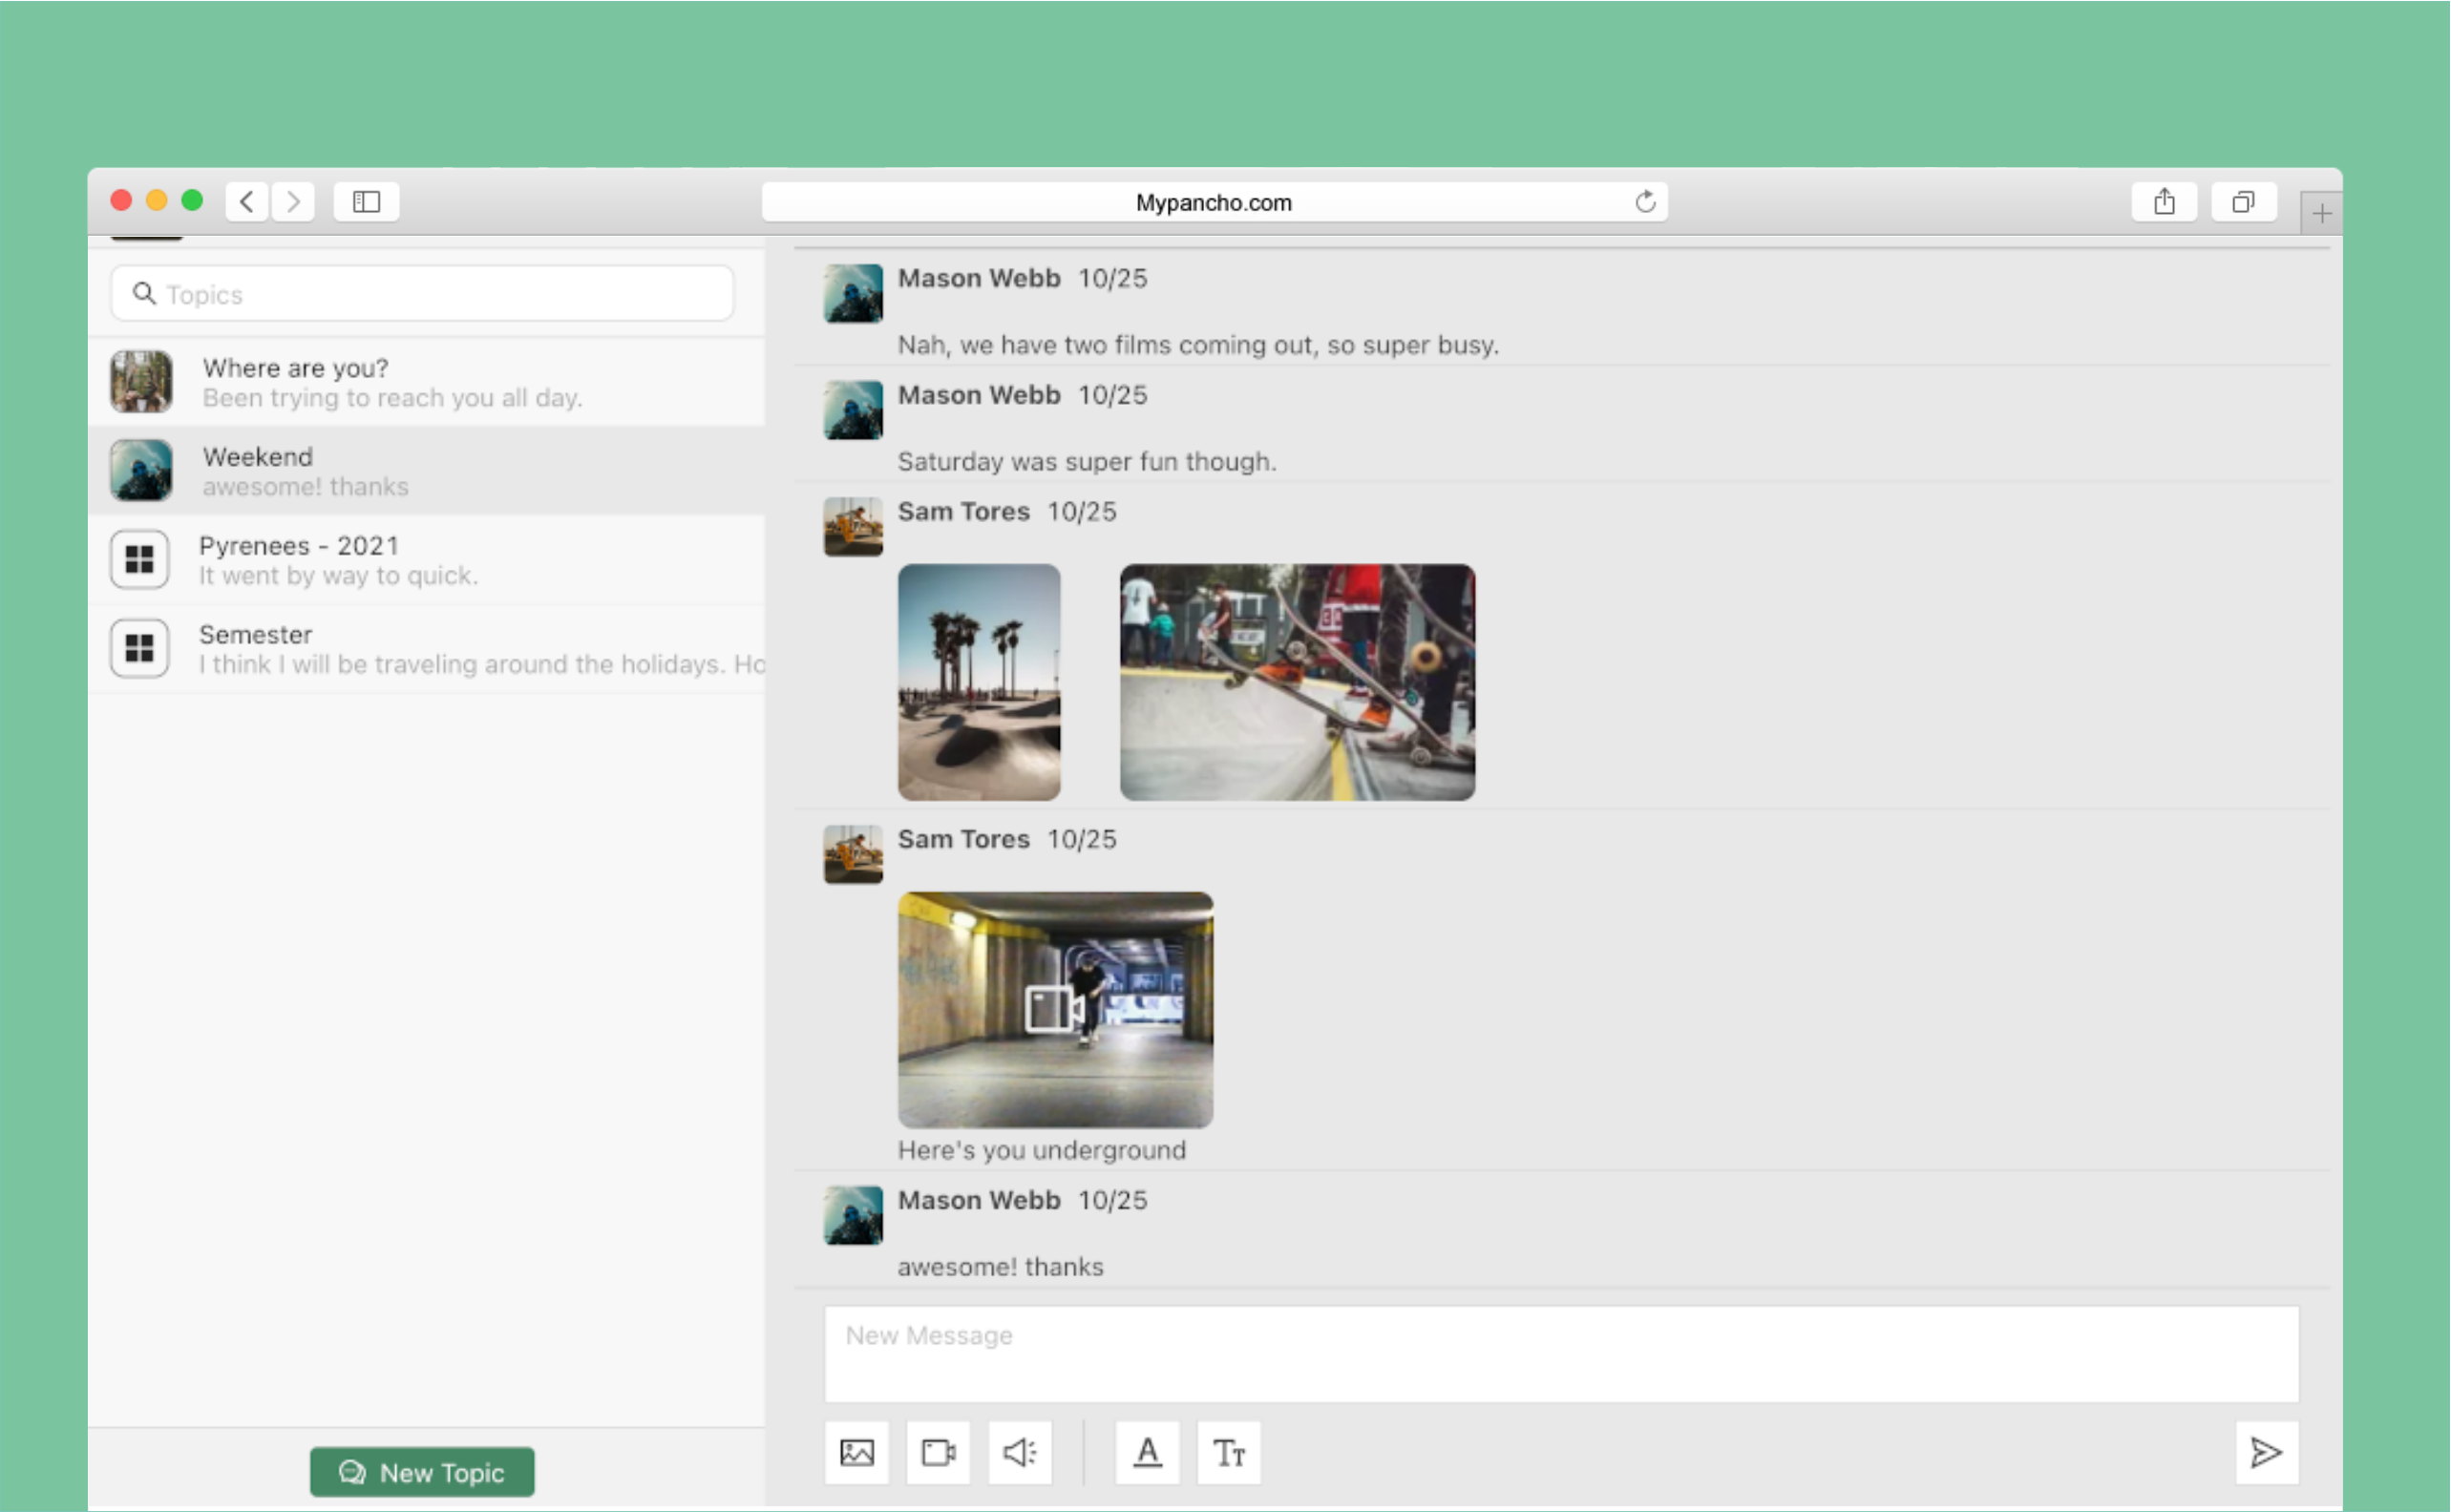 Mypancho.com
Topics
Where are you?
Been trying to reach you all day.
Weekend
awesome! thanks
Pyrenees - 2021
It went by way to quick.
Semester
I think I will be traveling around the holidays. Ho
New Topic
Mason Webb 10/25
Nah, we have two films coming out, so super busy.
Mason Webb 10/25
Saturday was super fun though.
Sam Tores 10/25
Sam Tores 10/25
Here's you underground
Mason Webb 10/25
awesome! thanks
New Message
A
TT